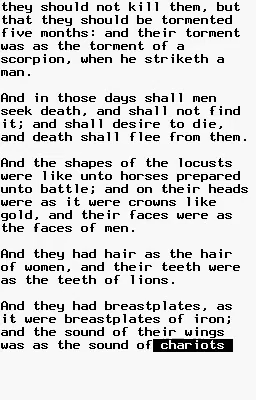 they should not kill them, but
that they should be tormented
five months: and their torment
was as the torment of a
scorpion, when he striketh a
man.
And in those days shall men
seek death, and shall not find
it; and shall desire to die,
and death shall flee from them.
And the shapes of the locusts
were like unto horses prepared
unto battle; and on their heads
were as it were crowns like
gold, and their faces were as
the faces of men.
And they had hair as the hair
of women, and their teeth were
as the teeth of lions.
And they had breastplates, as
it were breastplates of iron;
and the sound of their wings
was as the sound of chariots